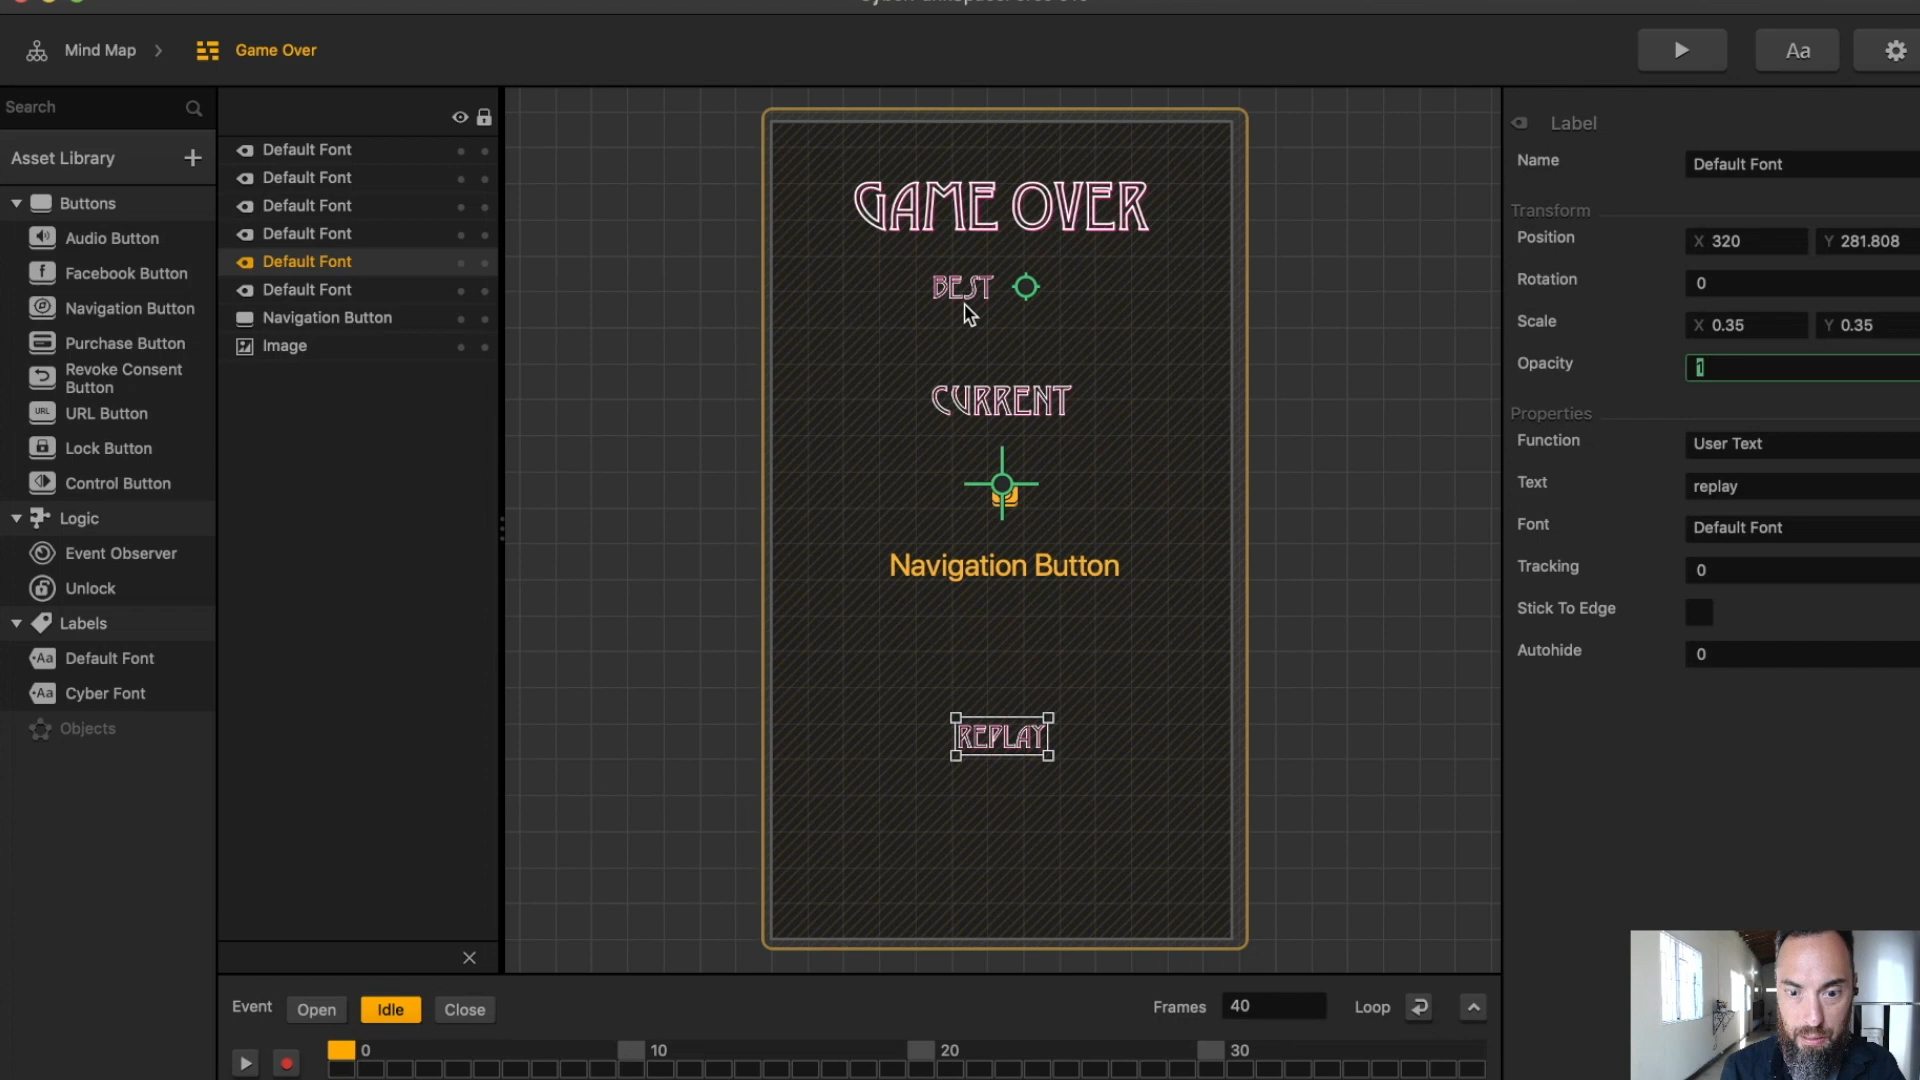 Mind Map
Game Over
Aa
Search
Asset Library
Buttons
Audio Button
Facebook Button
Navigation Button
Purchase Button
Revoke Consent
Button
URL
URL Button
Lock Button
Control Button
Logic
Event Observer
Unlock
Labels
Aa Default Font
Aa Cyber Font
Objects
Default Font
Default Font
Default Font
Default Font
Default Font
Default Font
Navigation Button
Image
GAME OVER
BEST
CURRENT
Navigation Button
REPLAY
Label
Name Default Font
Transform
Position X 320 Y 281.808
Rotation 0
Scale X 0.35 Y 0.35
Opacity 1
Properties
Function User Text
Text replay
Font Default Font
Tracking 0
Stick To Edge
Autohide 0
Event Open Idle Close
Frames 40 Loop
0 10 20 30